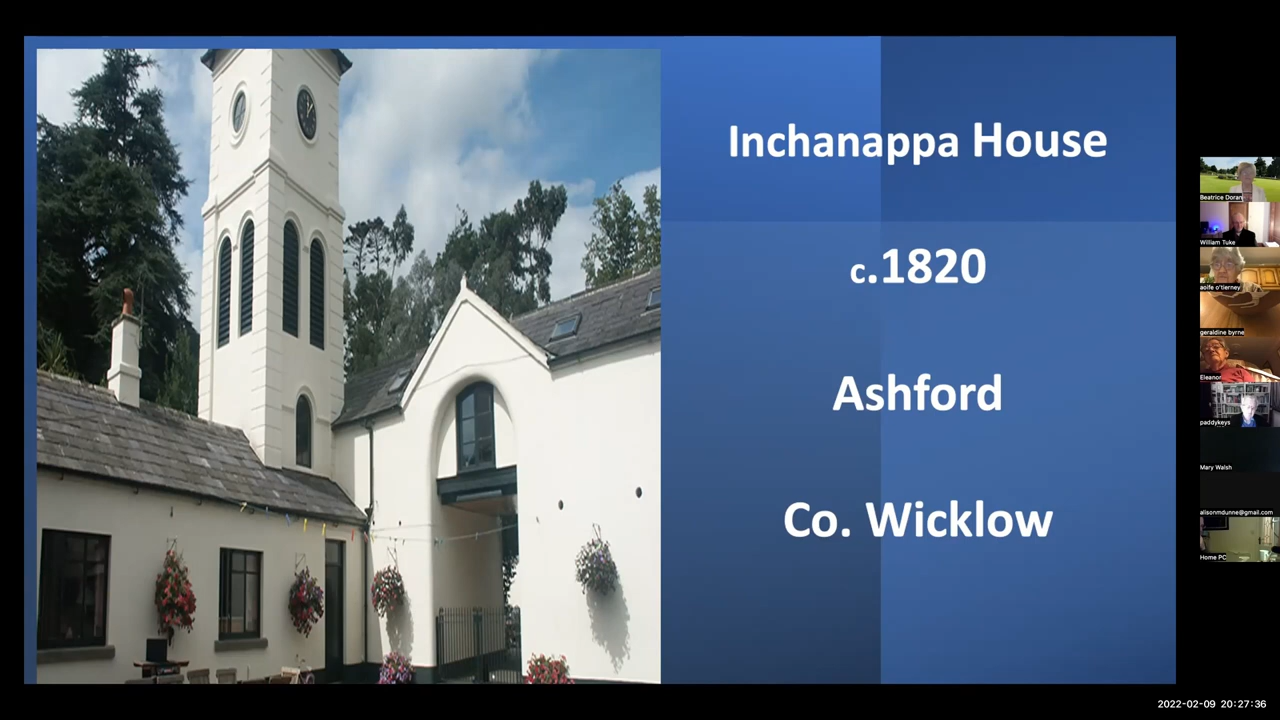 Inchanappa House
c.1820
Ashford
Co. Wicklow
Beatrice Doran
William Tuke
aoife o'tierney
geraldine byrne
Eleanor
paddykeys
Mary Walsh
alisonmdunne@gmail.com
Home PC
2022-02-09 20:27:36